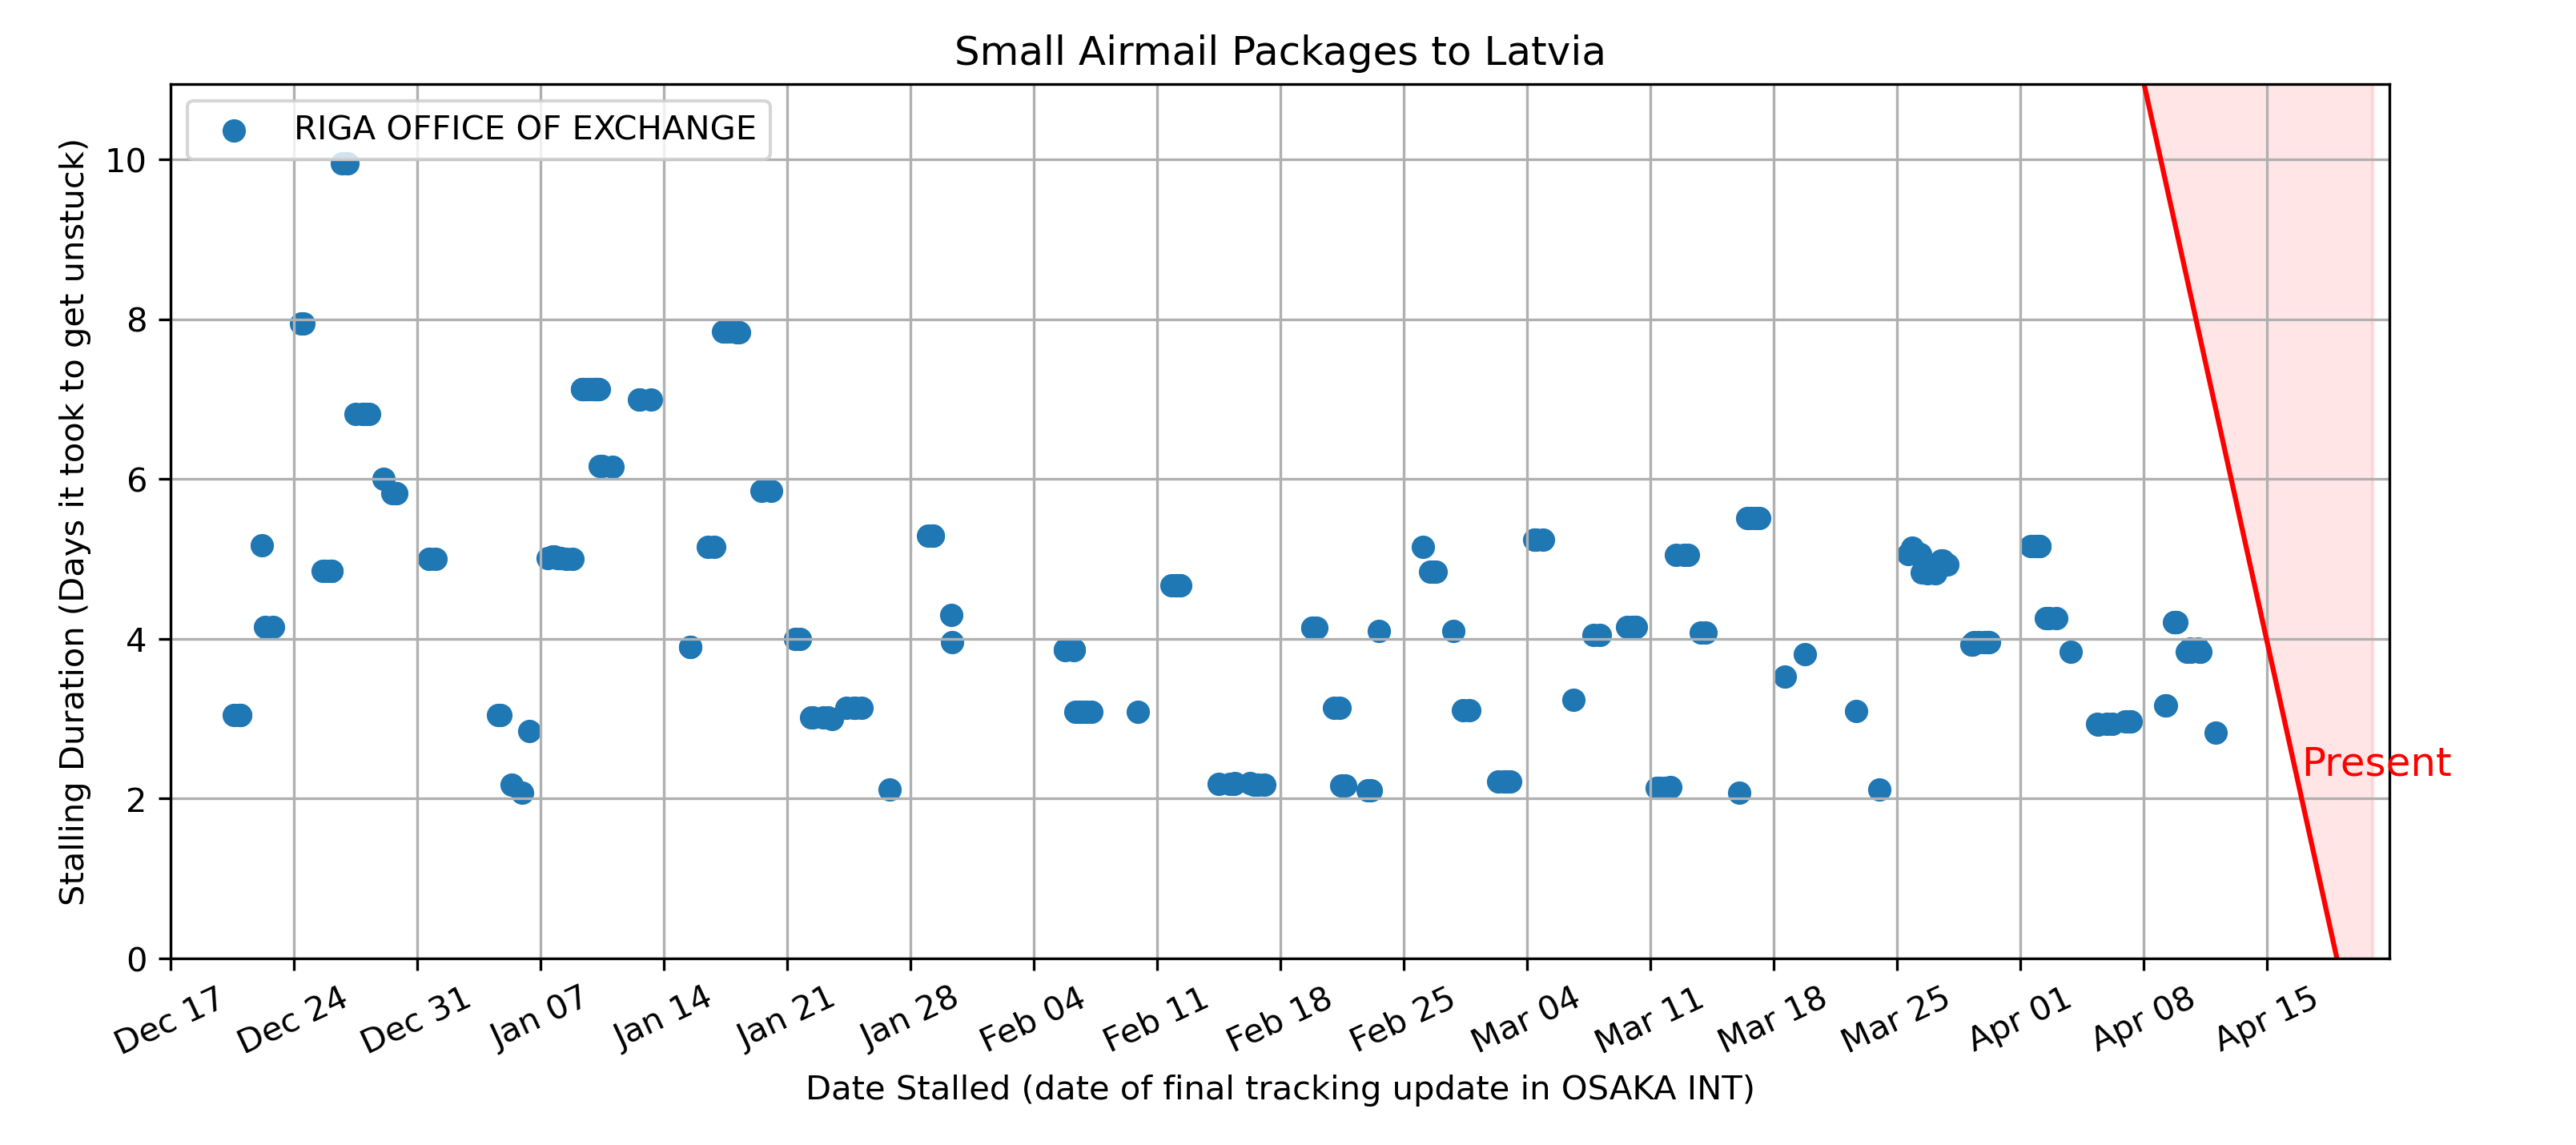 Small Airmail Packages to Latvia
RIGA OFFICE OF EXCHANGE
Stalling Duration (Days it took to get unstuck)
10
8
6
4
2
0
Present
Dec 17
Dec 24
Dec 31
Jan 07
Jan 14
Jan 21
Jan 28
Feb 04
Feb 11
Feb 18
Feb 25
Mar 04
Mar 11
Mar 18
Mar 25
Apr 01
Apr 08
Apr 15
Date Stalled (date of final tracking update in OSAKA INT)